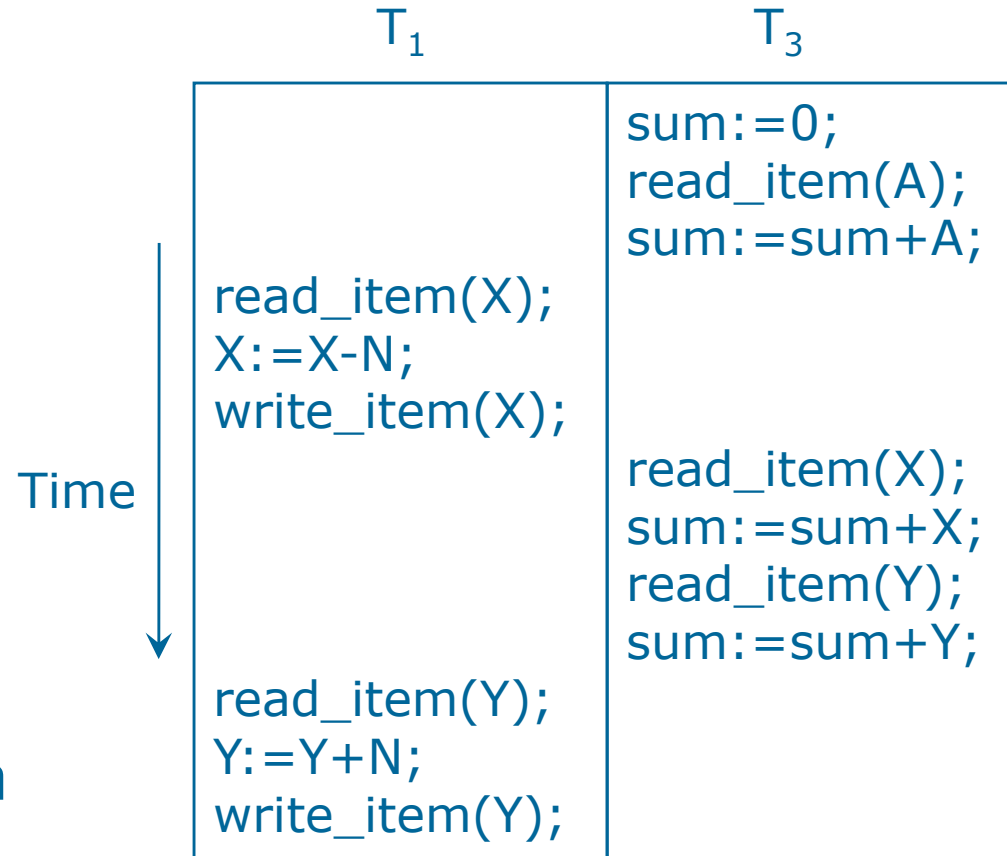 T₁ T₃
sum:=0;
read_item(A);
sum:=sum+A;
read_item(X);
X:=X-N;
write_item(X);
Time
read_item(X);
sum:=sum+X;
read_item(Y);
sum:=sum+Y;
read_item(Y);
Y:=Y+N;
write_item(Y);